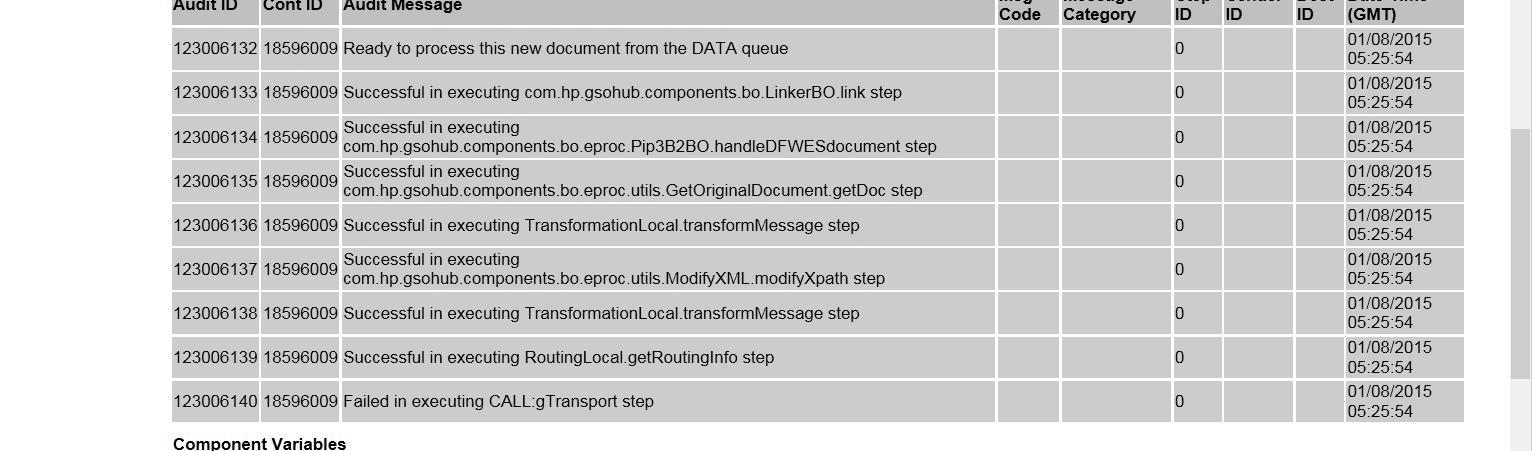 Audit ID Cont ID Audit Message Msg Code Message Category Step ID Sender ID Dest ID Date Time (GMT)
123006132 18596009 Ready to process this new document from the DATA queue 0 01/08/2015
05:25:54
123006133 18596009 Successful in executing com.hp.gsohub.components.bo.LinkerBO.link step 0 01/08/2015
05:25:54
123006134 18596009 Successful in executing 0 01/08/2015
com.hp.gsohub.components.bo.eproc.Pip3B2BO.handleDFWESdocument step 05:25:54
123006135 18596009 Successful in executing 0 01/08/2015
com.hp.gsohub.components.bo.eproc.utils.GetOriginalDocument.getDoc step 05:25:54
123006136 18596009 Successful in executing TransformationLocal.transformMessage step 0 01/08/2015
05:25:54
123006137 18596009 Successful in executing 0 01/08/2015
com.hp.gsohub.components.bo.eproc.utils.ModifyXML.modifyXpath step 05:25:54
123006138 18596009 Successful in executing TransformationLocal.transformMessage step 0 01/08/2015
05:25:54
123006139 18596009 Successful in executing RoutingLocal.getRoutingInfo step 0 01/08/2015
05:25:54
123006140 18596009 Failed in executing CALL:gTransport step 0 01/08/2015
05:25:54
Component Variables